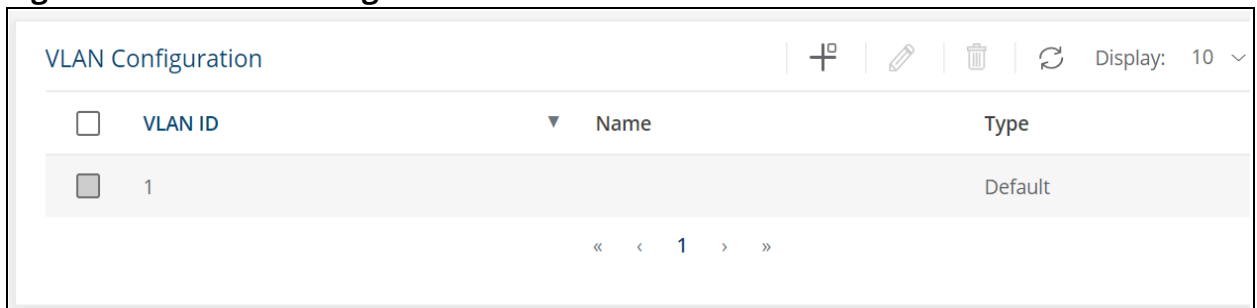 VLAN Configuration Display: 10
VLAN ID ▼ Name Type
1 Default
« ‹ 1 › »